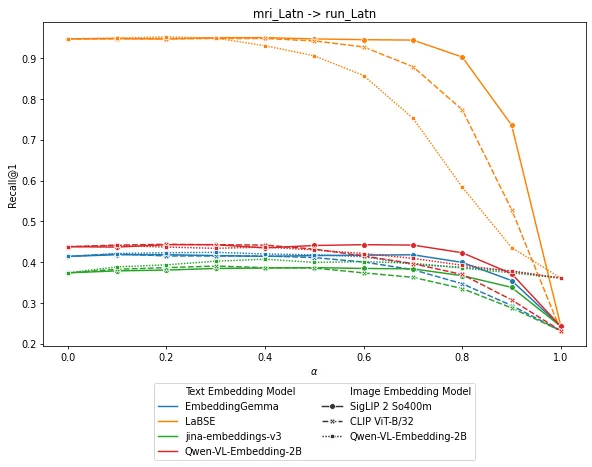 mri_Latn -> run_Latn
Recall@1
0.9
0.8
0.7
0.6
0.5
0.4
0.3
0.2
0.0 0.2 0.4 0.6 0.8 1.0
α
Text Embedding Model Image Embedding Model
EmbeddingGemma SigLIP 2 So400m
LaBSE CLIP ViT-B/32
jina-embeddings-v3 Qwen-VL-Embedding-2B
Qwen-VL-Embedding-2B